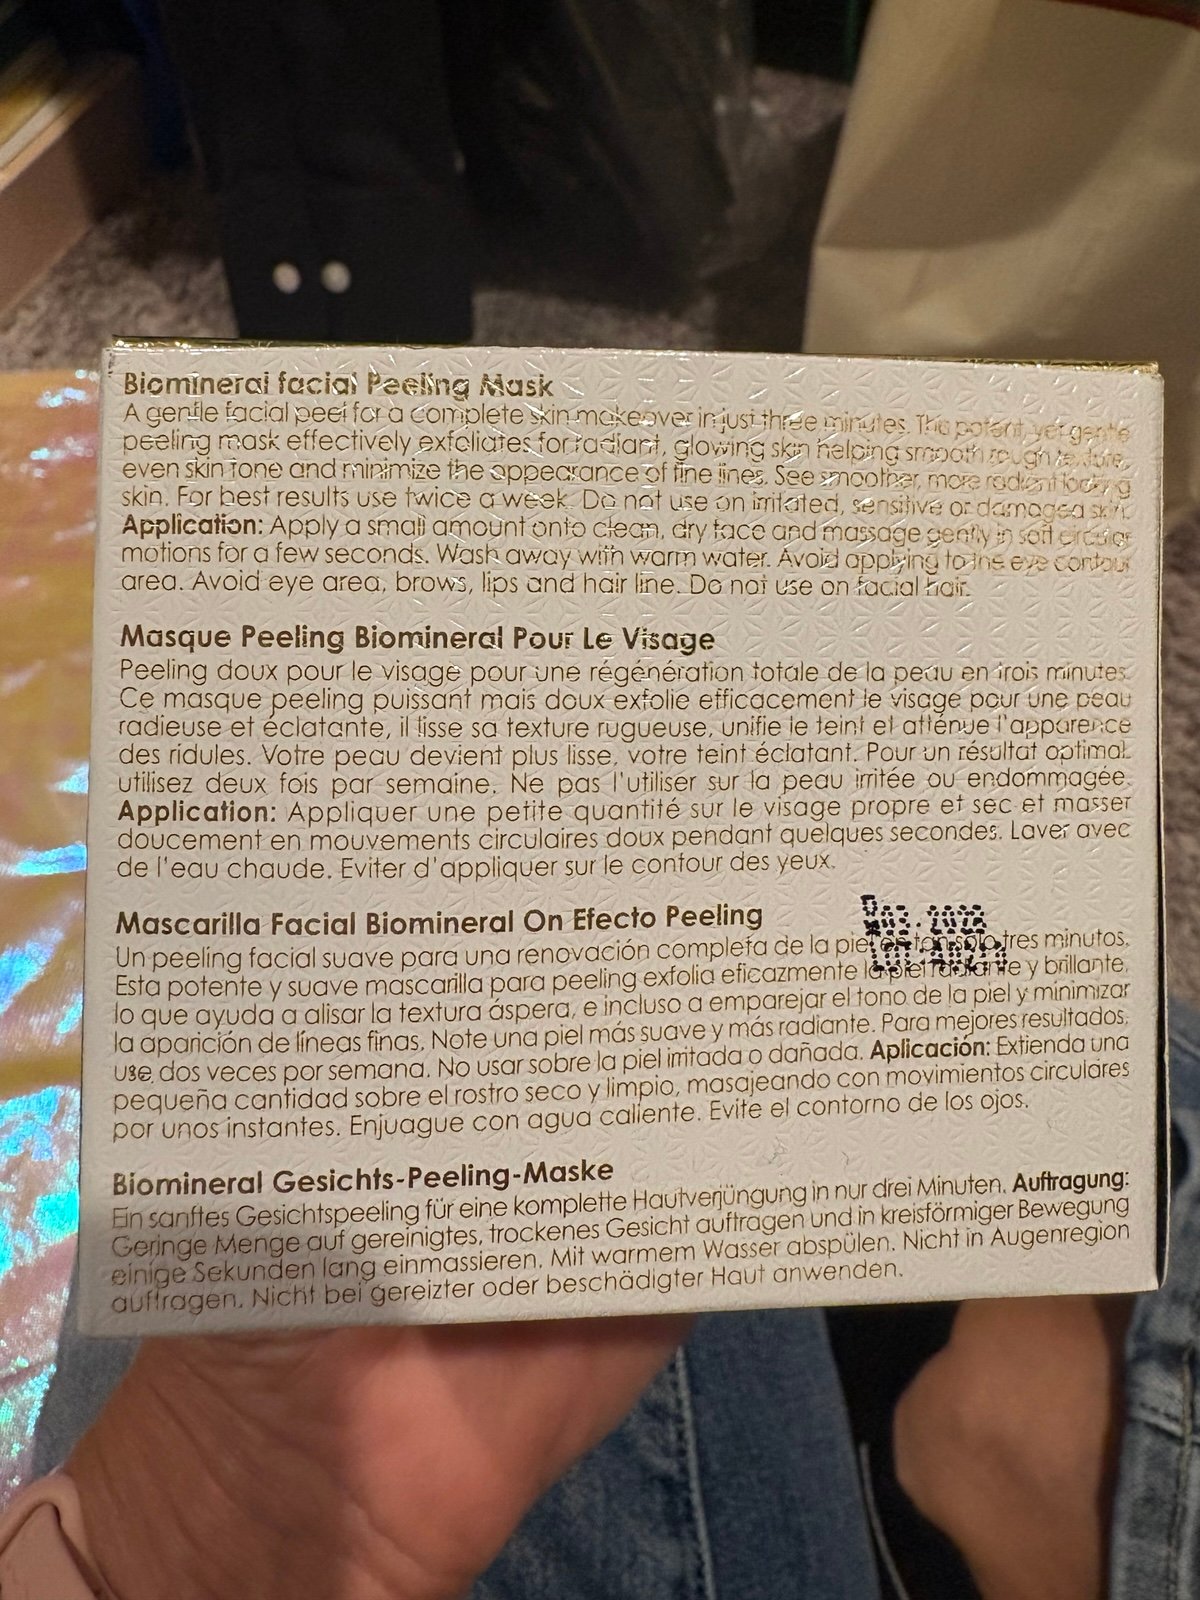 Biomineral facial Peeling Mask
A gentle facial peel for a complete skin makeover in just three minutes. This potent, yet gentle
peeling mask effectively exfoliates for radiant, glowing skin helping smooth rough texture,
even skin tone and minimize the appearance of fine lines. See smoother, more radiant looking
skin. For best results use twice a week. Do not use on irritated, sensitive or damaged skin.
Application: Apply a small amount onto clean, dry face and massage gently in soft circular
motions for a few seconds. Wash away with warm water. Avoid applying to the eye contour
area. Avoid eye area, brows, lips and hair line. Do not use on facial hair.
Masque Peeling Biomineral Pour Le Visage
Peeling doux pour le visage pour une régénération totale de la peau en trois minutes.
Ce masque peeling puissant mais doux exfolie efficacement le visage pour une peau
radieuse et éclatante, il lisse sa texture rugueuse, unifie le teint et atténue l'apparence
des ridules. Votre peau devient plus lisse, votre teint éclatant. Pour un résultat optimal,
utilisez deux fois par semaine. Ne pas l'utiliser sur la peau irritée ou endommagée.
Application: Appliquer une petite quantité sur le visage propre et sec et masser
doucement en mouvements circulaires doux pendant quelques secondes. Laver avec
de l'eau chaude. Eviter d'appliquer sur le contour des yeux.
Mascarilla Facial Biomineral On Efecto Peeling
Un peeling facial suave para una renovación completa de la piel en tan solo tres minutos.
Esta potente y suave mascarilla para peeling exfolia eficazmente la piel radiante y brillante,
lo que ayuda a alisar la textura áspera, e incluso a emparejar el tono de la piel y minimizar
la aparición de líneas finas. Note una piel más suave y más radiante. Para mejores resultados,
use dos veces por semana. No usar sobre la piel irritada o dañada. Aplicación: Extienda una
pequeña cantidad sobre el rostro seco y limpio, masajeando con movimientos circulares
por unos instantes. Enjuague con agua caliente. Evite el contorno de los ojos.
Biomineral Gesichts-Peeling-Maske
Ein sanftes Gesichtspeeling für eine komplette Hautverjüngung in nur drei Minuten. Auftragung:
Geringe Menge auf gereinigtes, trockenes Gesicht auftragen und in kreisförmiger Bewegung
einige Sekunden lang einmassieren. Mit warmem Wasser abspülen. Nicht in Augenregion
auftragen. Nicht bei gereizter oder beschädigter Haut anwenden.